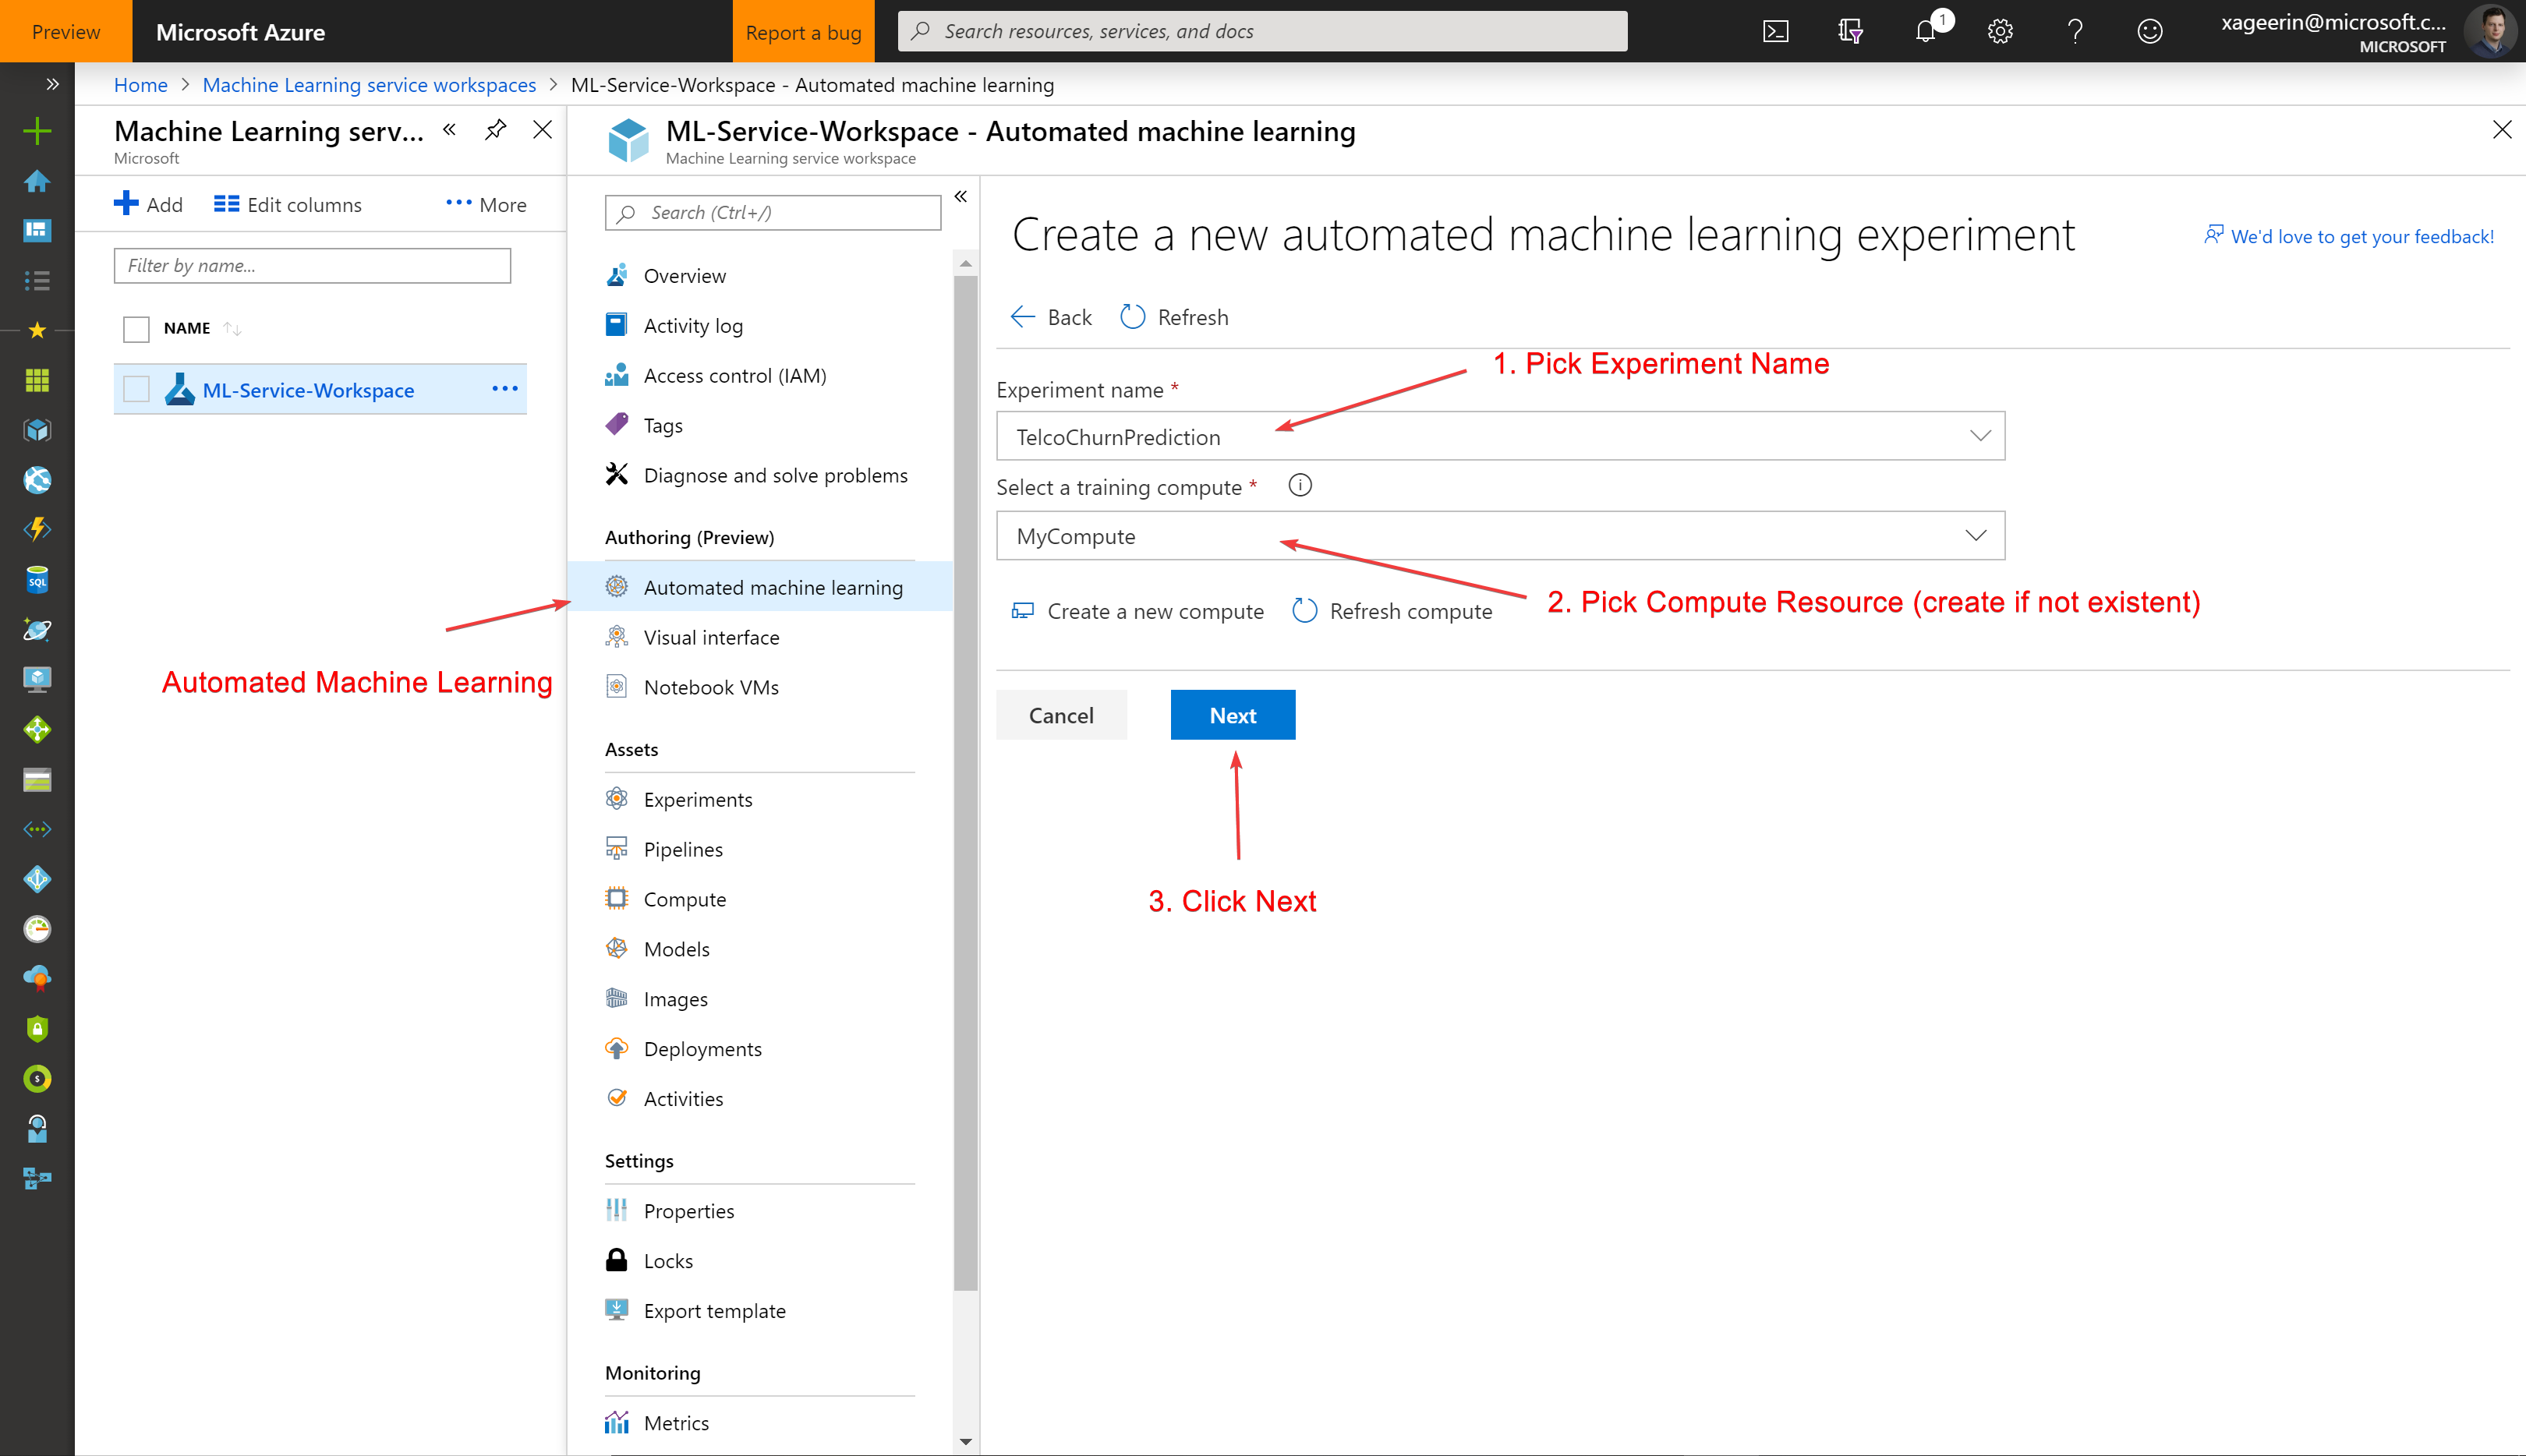 Preview
Microsoft Azure
Report a bug
Search resources, services, and docs
1
xageerin@microsoft.c...
MICROSOFT
Home > Machine Learning service workspaces > ML-Service-Workspace - Automated machine learning
Machine Learning serv...
Microsoft
Add
Edit columns
More
Filter by name...
NAME
ML-Service-Workspace
SQL
$
ML-Service-Workspace - Automated machine learning
Machine Learning service workspace
Search (Ctrl+/)
Overview
Activity log
Access control (IAM)
Tags
Diagnose and solve problems
Authoring (Preview)
Automated machine learning
Visual interface
Notebook VMs
Assets
Experiments
Pipelines
Compute
Models
Images
Deployments
Activities
Settings
Properties
Locks
Export template
Monitoring
Metrics
Automated Machine Learning
Create a new automated machine learning experiment
We'd love to get your feedback!
Back
Refresh
1. Pick Experiment Name
Experiment name *
TelcoChurnPrediction
Select a training compute *
MyCompute
2. Pick Compute Resource (create if not existent)
Create a new compute
Refresh compute
Cancel
Next
3. Click Next